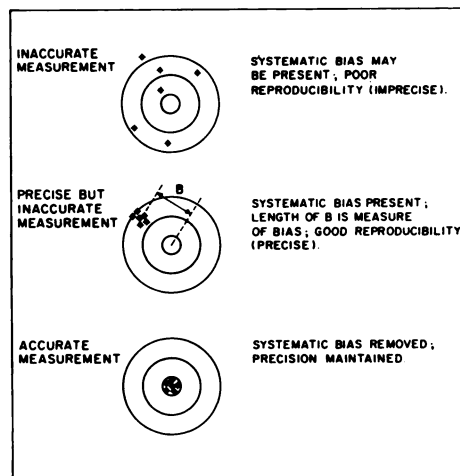 INACCURATE
MEASUREMENT
SYSTEMATIC BIAS MAY
BE PRESENT; POOR
REPRODUCIBILITY (IMPRECISE).
B
PRECISE BUT
INACCURATE
MEASUREMENT
SYSTEMATIC BIAS PRESENT;
LENGTH OF B IS MEASURE
OF BIAS; GOOD REPRODUCIBILITY
(PRECISE).
ACCURATE
MEASUREMENT
SYSTEMATIC BIAS REMOVED;
PRECISION MAINTAINED